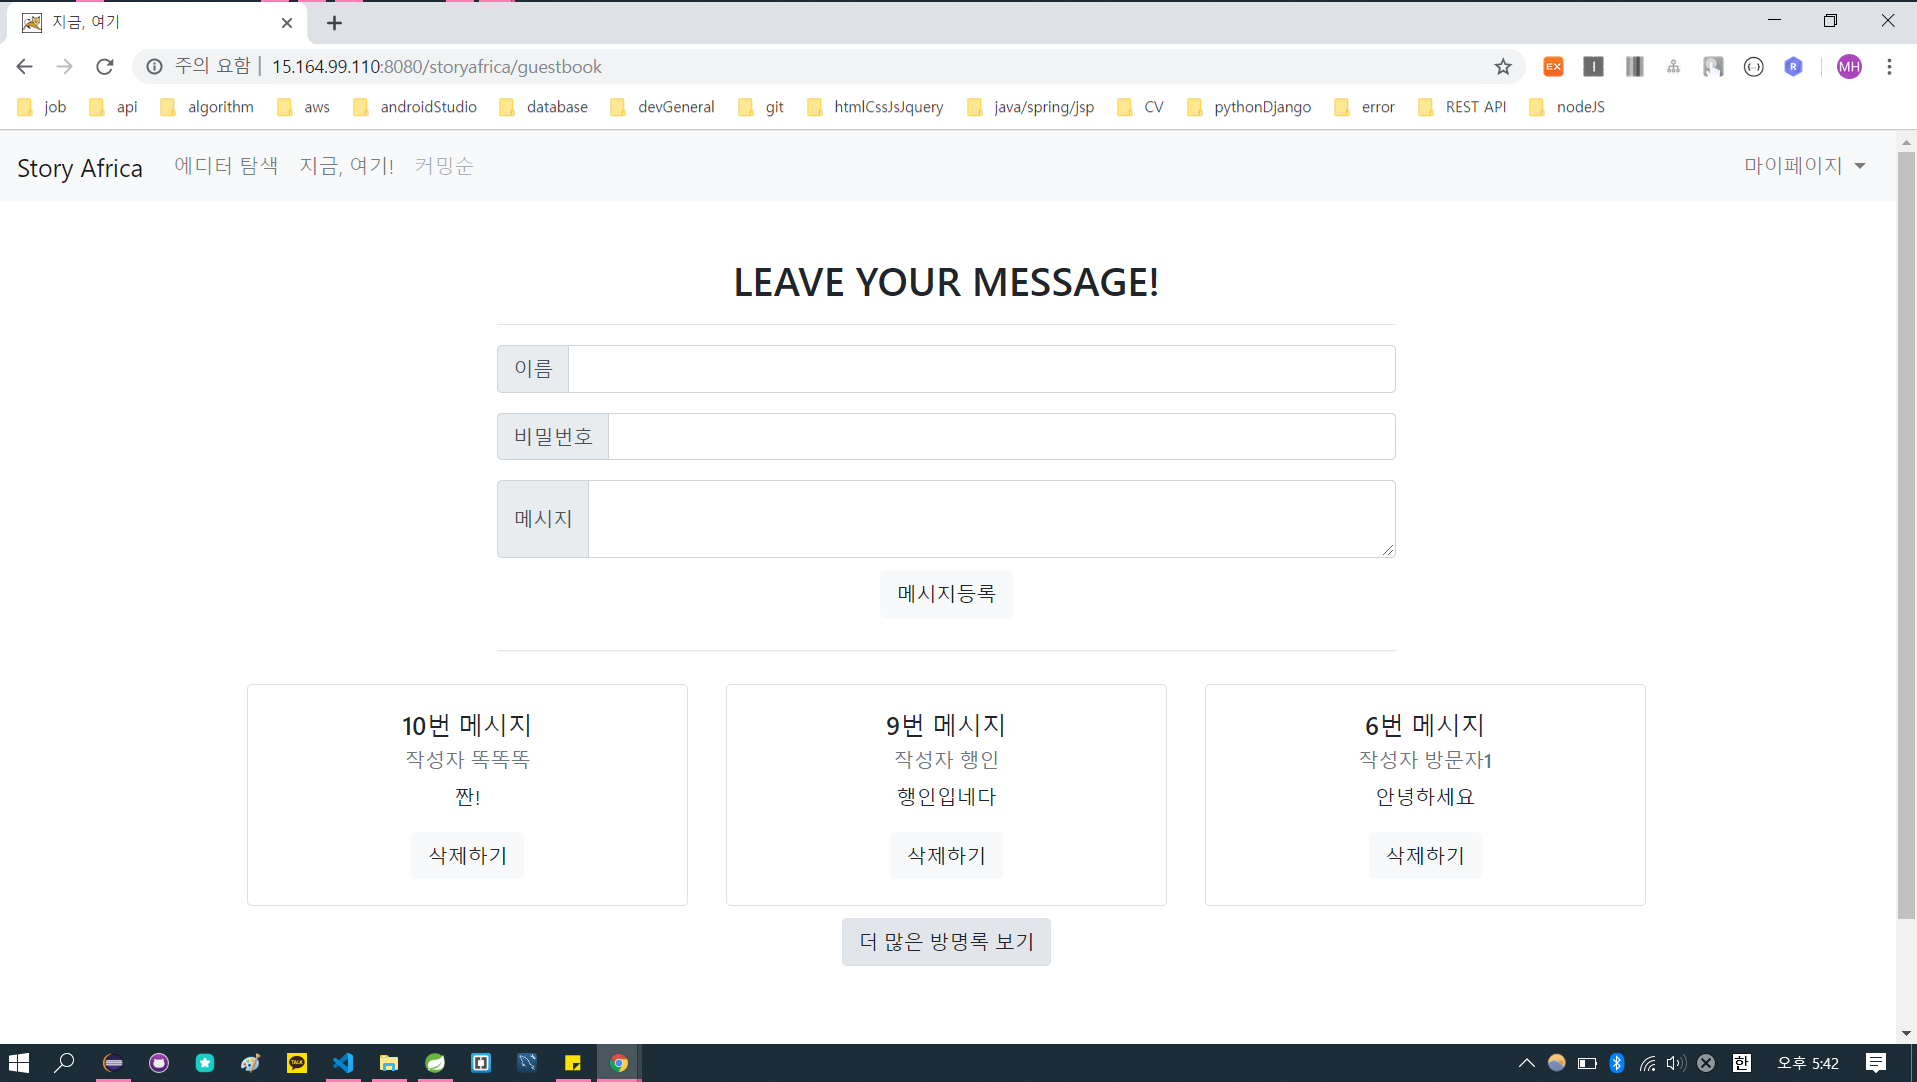 지금, 여기
주의 요함 | 15.164.99.110:8080/storyafrica/guestbook
EX
R
MH
job api algorithm aws androidStudio database devGeneral git htmlCssJsJquery java/spring/jsp CV pythonDjango error REST API nodeJS
Story Africa 에디터 탐색 지금, 여기! 커밍순 마이페이지
LEAVE YOUR MESSAGE!
이름
비밀번호
메시지
메시지등록
10번 메시지
작성자 똑똑똑
짠!
삭제하기
9번 메시지
작성자 행인
행인입네다
삭제하기
6번 메시지
작성자 방문자1
안녕하세요
삭제하기
더 많은 방명록 보기
TALK
한
오후 5:42